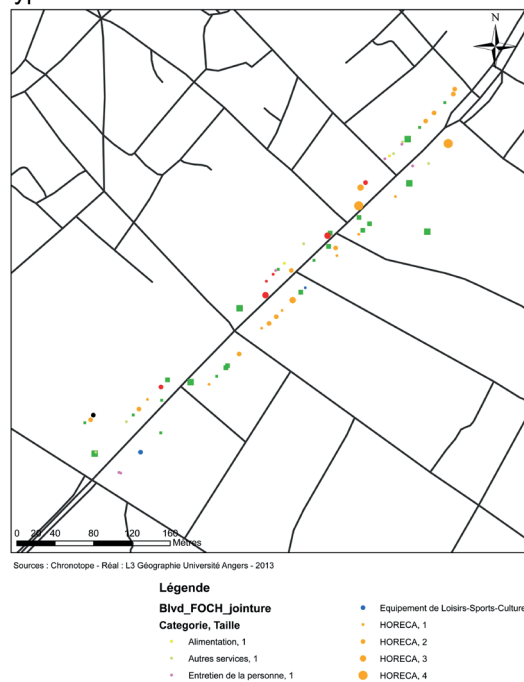 N
0 20 40 80 120 160
Mètres
Sources : Chronotope - Réal : L3 Géographie Université Angers - 2013
Légende
Blvd_FOCH_jointure
Categorie, Taille
Alimentation, 1
Autres services, 1
Entretien de la personne, 1
Equipement de Loisirs-Sports-Culture
HORECA, 1
HORECA, 2
HORECA, 3
HORECA, 4